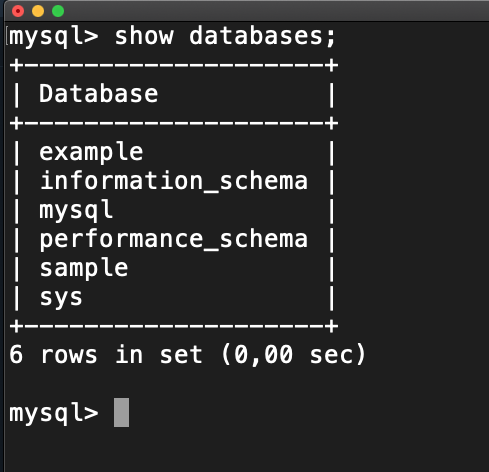 mysql> show databases;
+--------------------+
| Database           |
+--------------------+
| example            |
| information_schema |
| mysql              |
| performance_schema |
| sample             |
| sys                |
+--------------------+
6 rows in set (0,00 sec)
mysql>